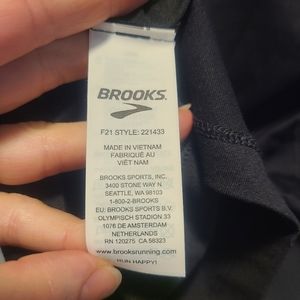 BROOKS
F21 STYLE: 221433
MADE IN VIETNAM
FABRIQUÉ AU
VIÊT NAM
BROOKS SPORTS, INC.
3400 STONE WAY N
SEATTLE, WA 98103
1-800-2-BROOKS
EU: BROOKS SPORTS B.V.
OLYMPISCH STADION 33
1076 DE AMSTERDAM
NETHERLANDS
RN 120275 CA 58323
www.brooksrunning.com
RUN HAPPY!